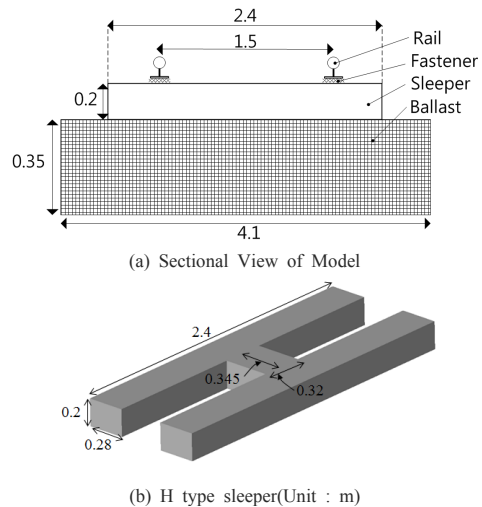 2.4
1.5
Rail
Fastener
Sleeper
Ballast
0.2
0.35
4.1
(a) Sectional View of Model
2.4
0.345
0.32
0.2
0.28
(b) H type sleeper(Unit : m)